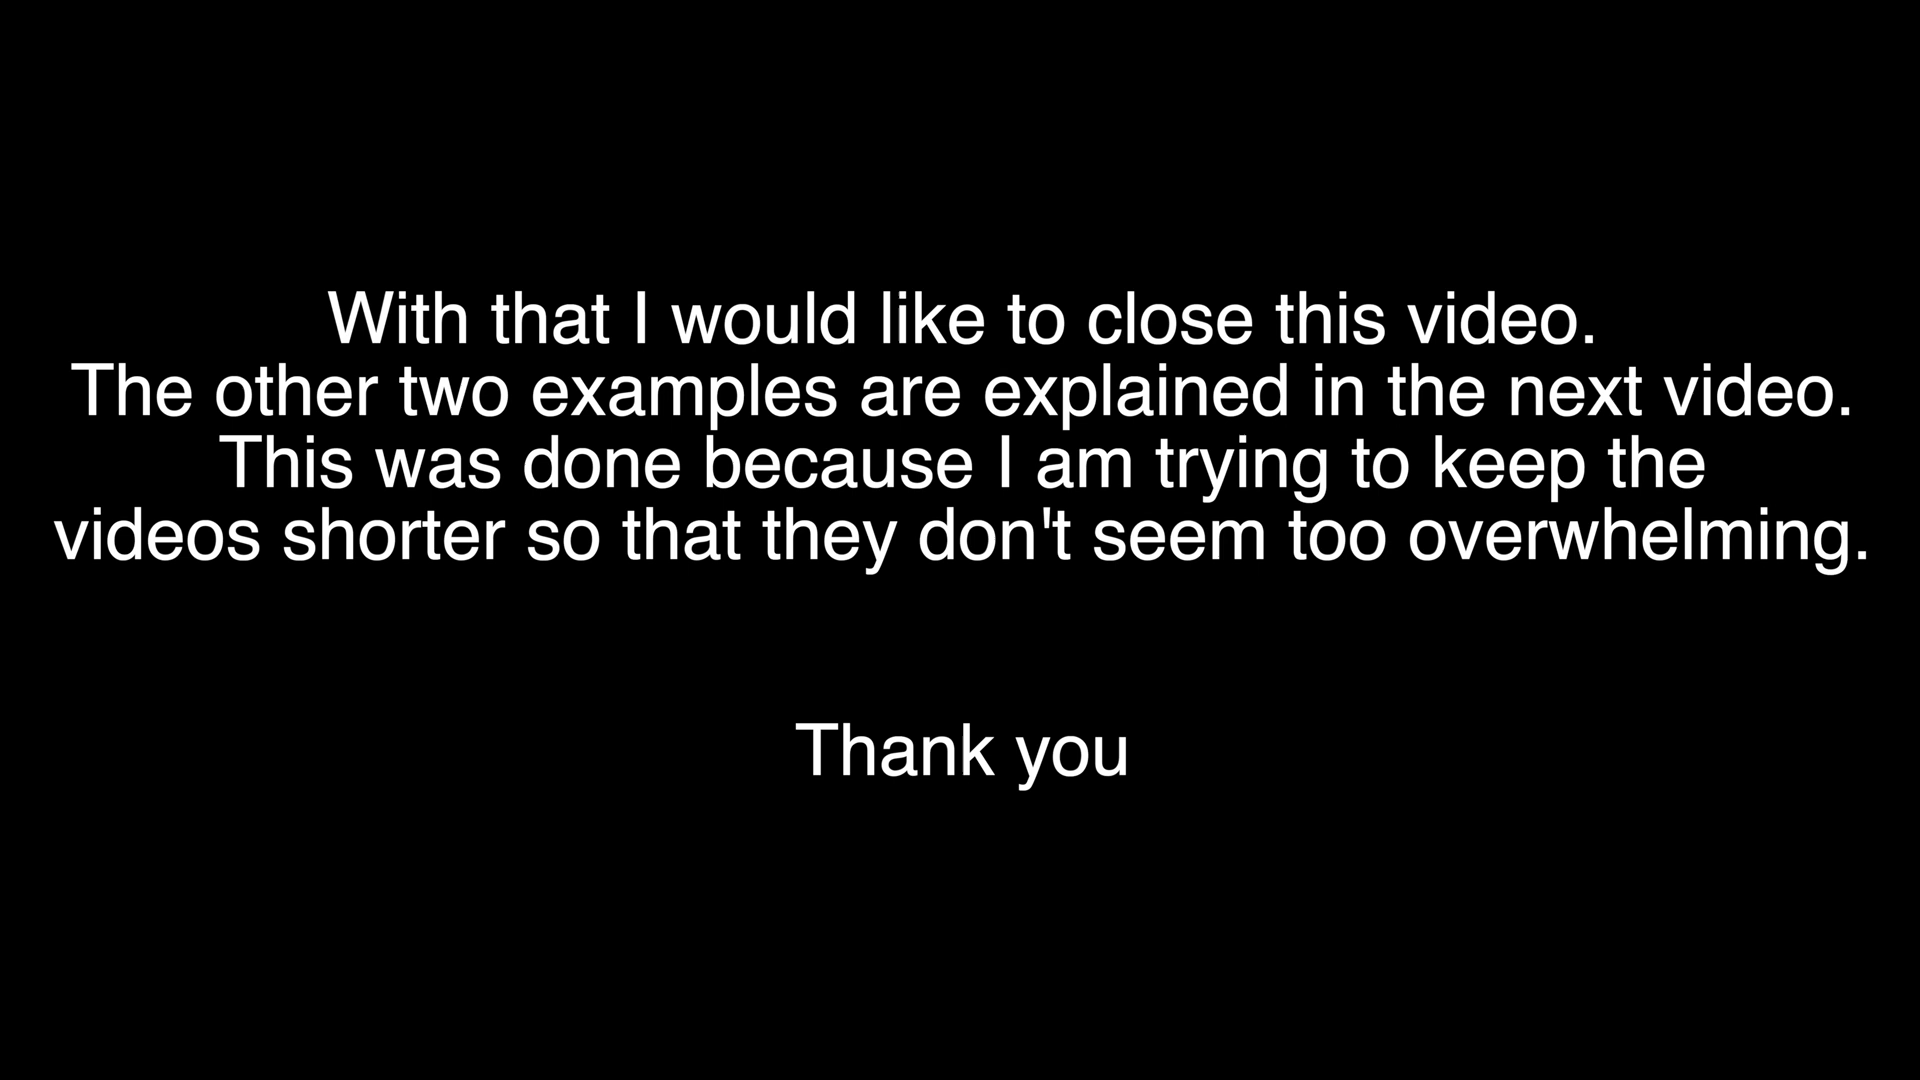 With that I would like to close this video.
The other two examples are explained in the next video.
This was done because I am trying to keep the
videos shorter so that they don't seem too overwhelming.
Thank you